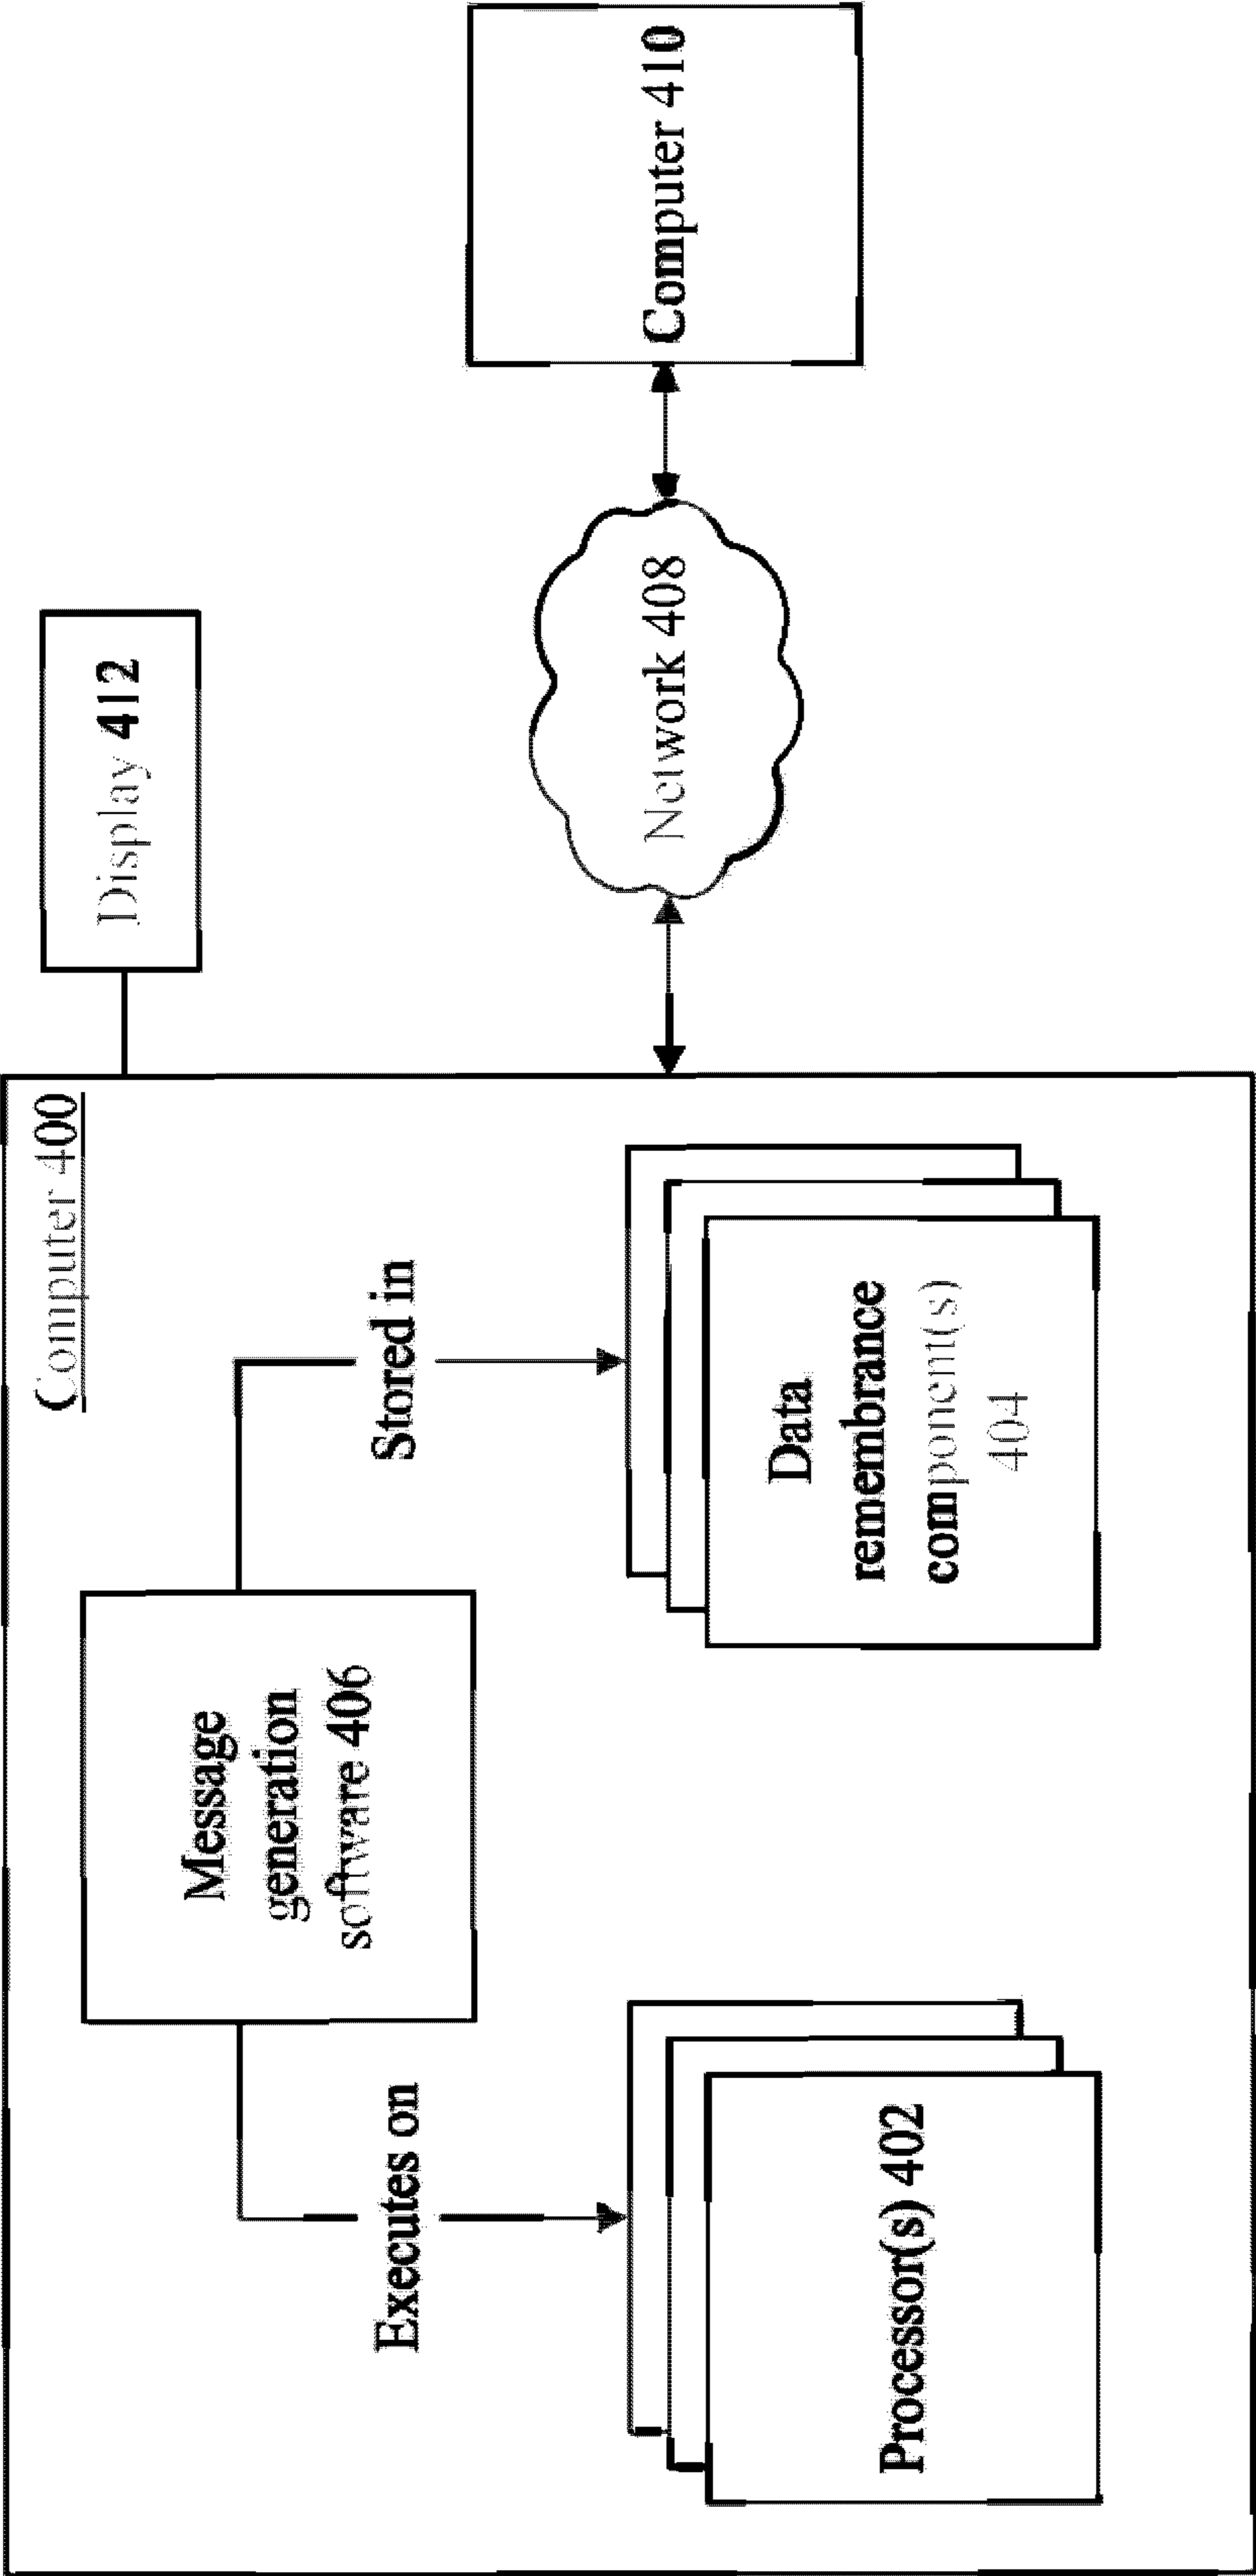 Computer 400
Message
generation
software 406
Executes on
Stored in
Processor(s) 402
Data
remembrance
component(s)
404
Display 412
Network 408
Computer 410